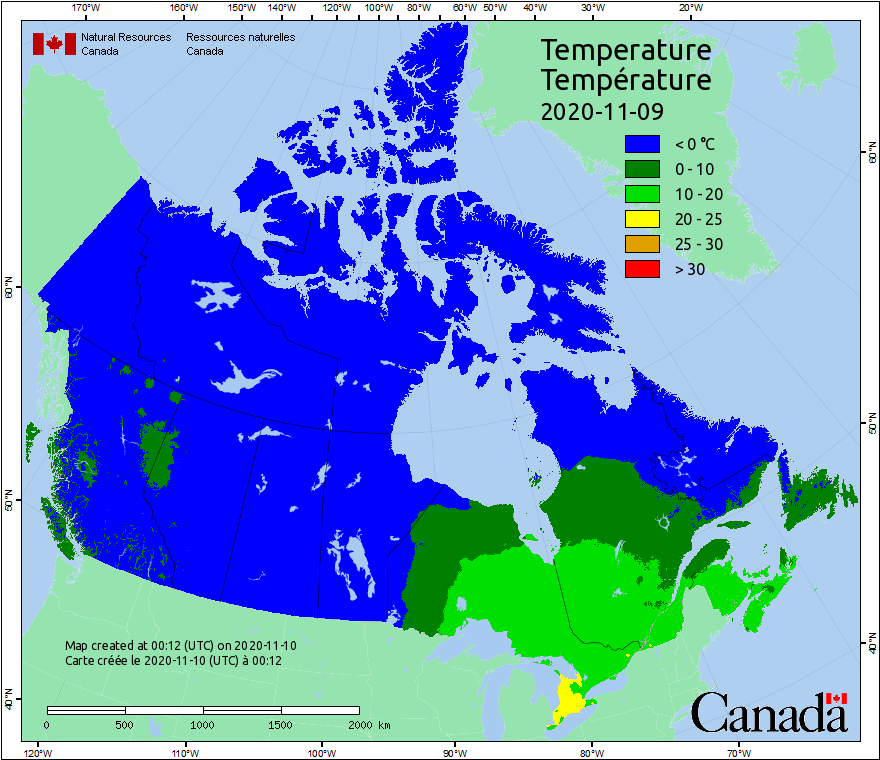 170°W 160°W 150°W 140°W 130°W 120°W 110°W 100°W 90°W 80°W 70°W 60°W 50°W 40°W 30°W 20°W
Natural Resources Ressources naturelles
Canada Canada
Temperature
Température
2020-11-09
< 0 °C
0 - 10
10 - 20
20 - 25
25 - 30
> 30
60°N
60°N
50°N
50°N
40°N
40°N
Map created at 00:12 (UTC) on 2020-11-10
Carte créée le 2020-11-10 (UTC) à 00:12
0 500 1000 1500 2000 km
Canada
120°W 110°W 100°W 90°W 80°W 70°W